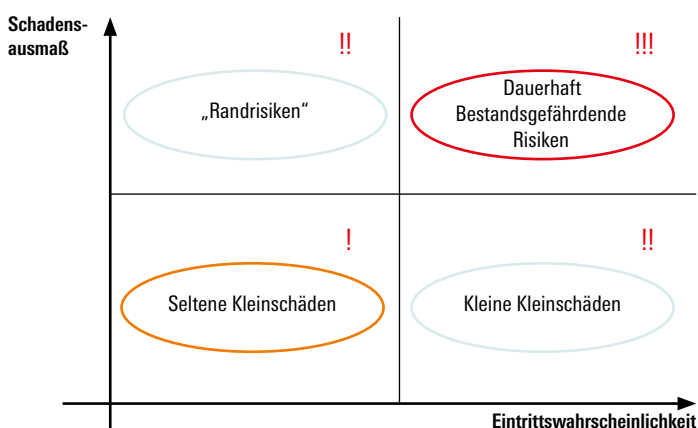 Schadens-
ausmaß
!!
!!!
„Randrisiken“
Dauerhaft
Bestandsgefährdende
Risiken
!
!!
Seltene Kleinschäden
Kleine Kleinschäden
Eintrittswahrscheinlichkeit